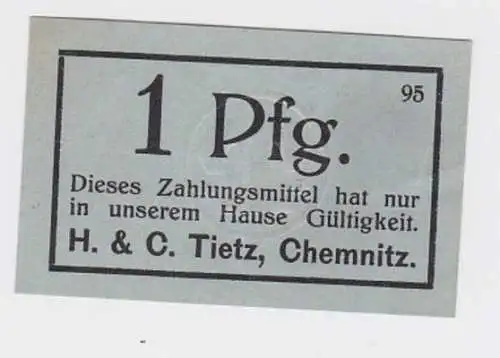 95
1 Pfg.
Dieses Zahlungsmittel hat nur
in unserem Hause Gültigkeit.
H. & C. Tietz, Chemnitz.